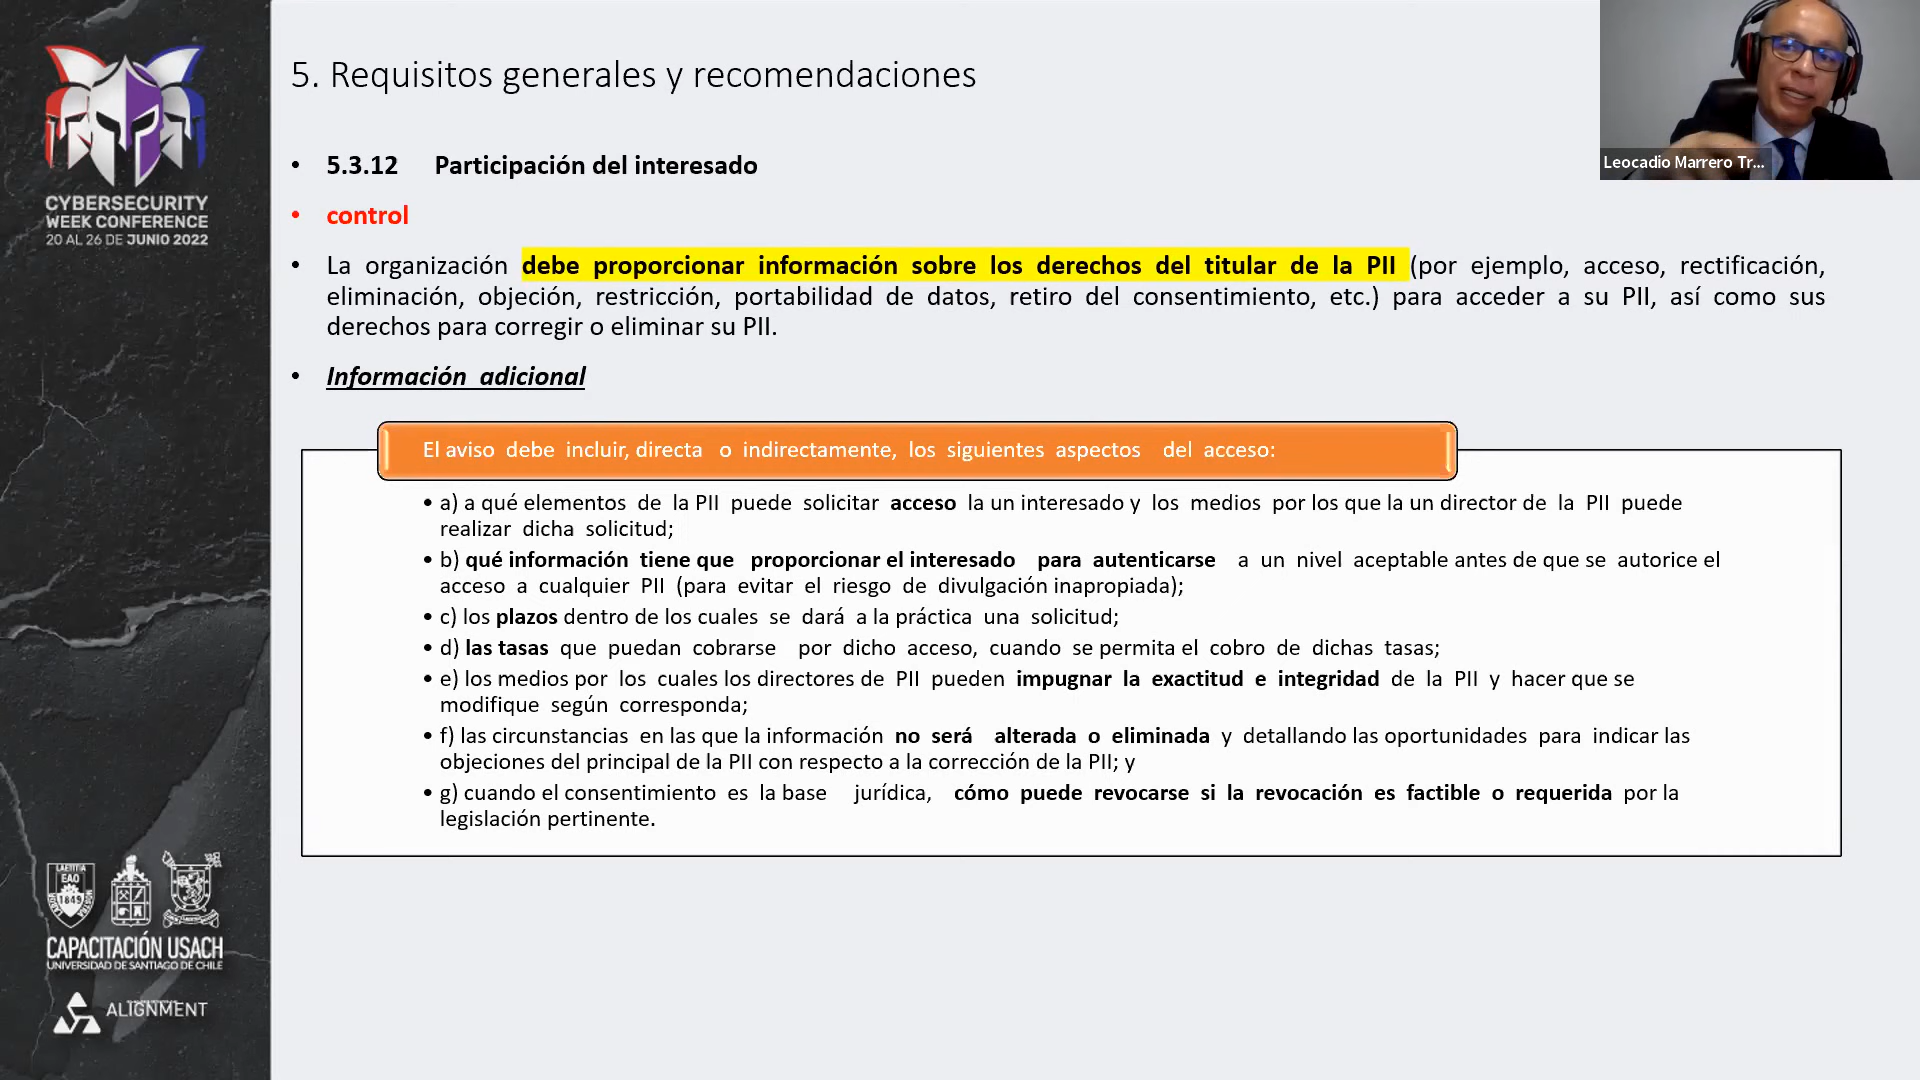 5. Requisitos generales y recomendaciones
• 5.3.12 Participación del interesado
• control
• La organización debe proporcionar información sobre los derechos del titular de la PII (por ejemplo, acceso, rectificación,
eliminación, objeción, restricción, portabilidad de datos, retiro del consentimiento, etc.) para acceder a su PII, así como sus
derechos para corregir o eliminar su PII.
• Información adicional
El aviso debe incluir, directa o indirectamente, los siguientes aspectos del acceso:
• a) a qué elementos de la PII puede solicitar acceso la un interesado y los medios por los que la un director de la PII puede
realizar dicha solicitud;
• b) qué información tiene que proporcionar el interesado para autenticarse a un nivel aceptable antes de que se autorice el
acceso a cualquier PII (para evitar el riesgo de divulgación inapropiada);
• c) los plazos dentro de los cuales se dará a la práctica una solicitud;
• d) las tasas que puedan cobrarse por dicho acceso, cuando se permita el cobro de dichas tasas;
• e) los medios por los cuales los directores de PII pueden impugnar la exactitud e integridad de la PII y hacer que se
modifique según corresponda;
• f) las circunstancias en las que la información no será alterada o eliminada y detallando las oportunidades para indicar las
objeciones del principal de la PII con respecto a la corrección de la PII; y
• g) cuando el consentimiento es la base jurídica, cómo puede revocarse si la revocación es factible o requerida por la
legislación pertinente.
Leocadio Marrero Tr...
CYBERSECURITY
WEEK CONFERENCE
20 AL 26 DE JUNIO 2022
LAETITIA
EAO
1849
CAPACITACIÓN USACH
UNIVERSIDAD DE SANTIAGO DE CHILE
ALIGNMENT